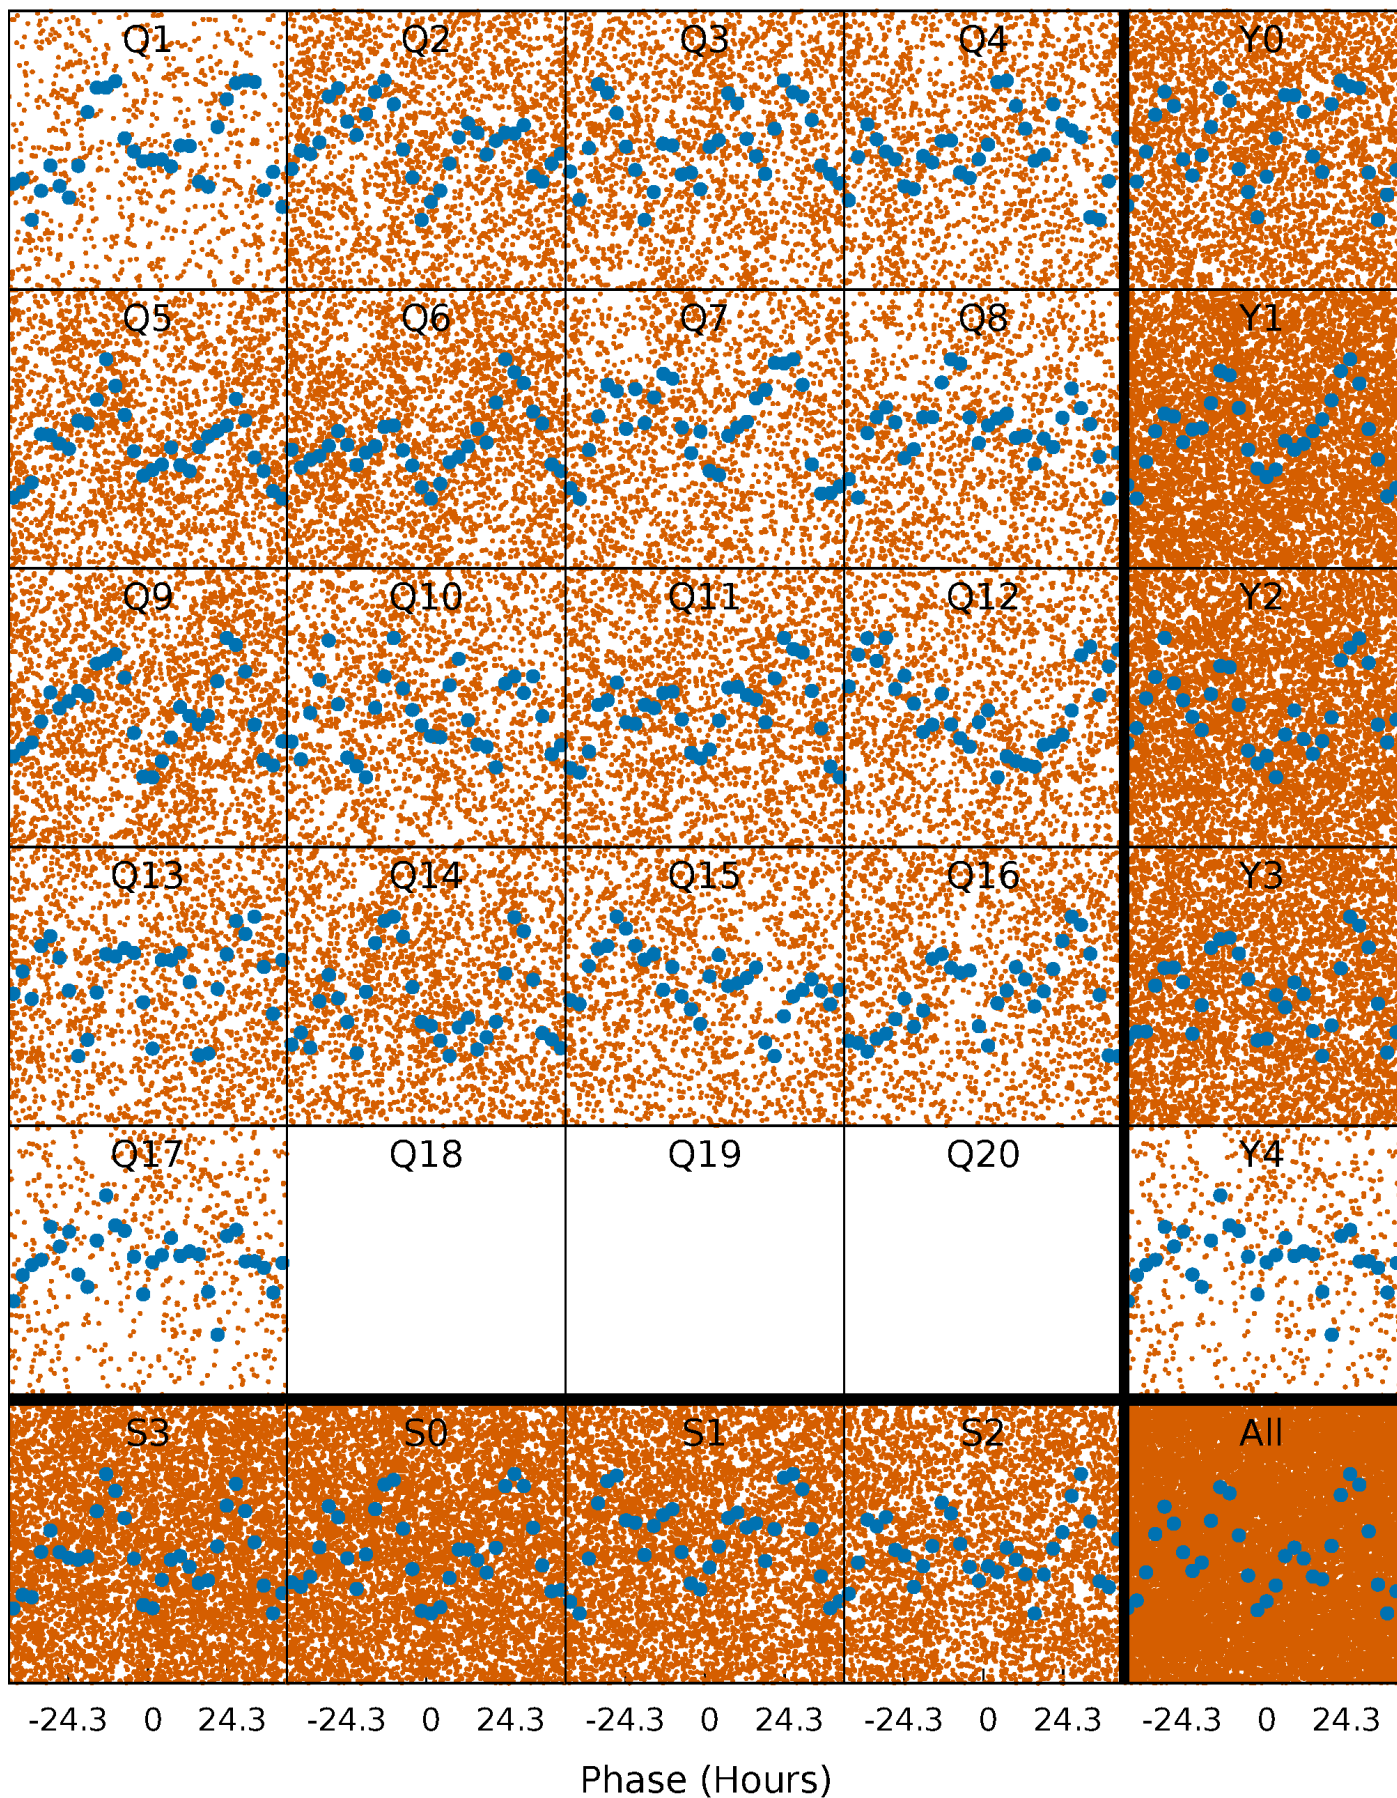 Q1 Q2 Q3 Q4 Y0
Q5 Q6 Q7 Q8 Y1
Q9 Q10 Q11 Q12 Y2
Q13 Q14 Q15 Q16 Y3
Q17 Q18 Q19 Q20 Y4
S3 S0 S1 S2 All
-24.3 0 24.3 -24.3 0 24.3 -24.3 0 24.3 -24.3 0 24.3 -24.3 0 24.3
Phase (Hours)